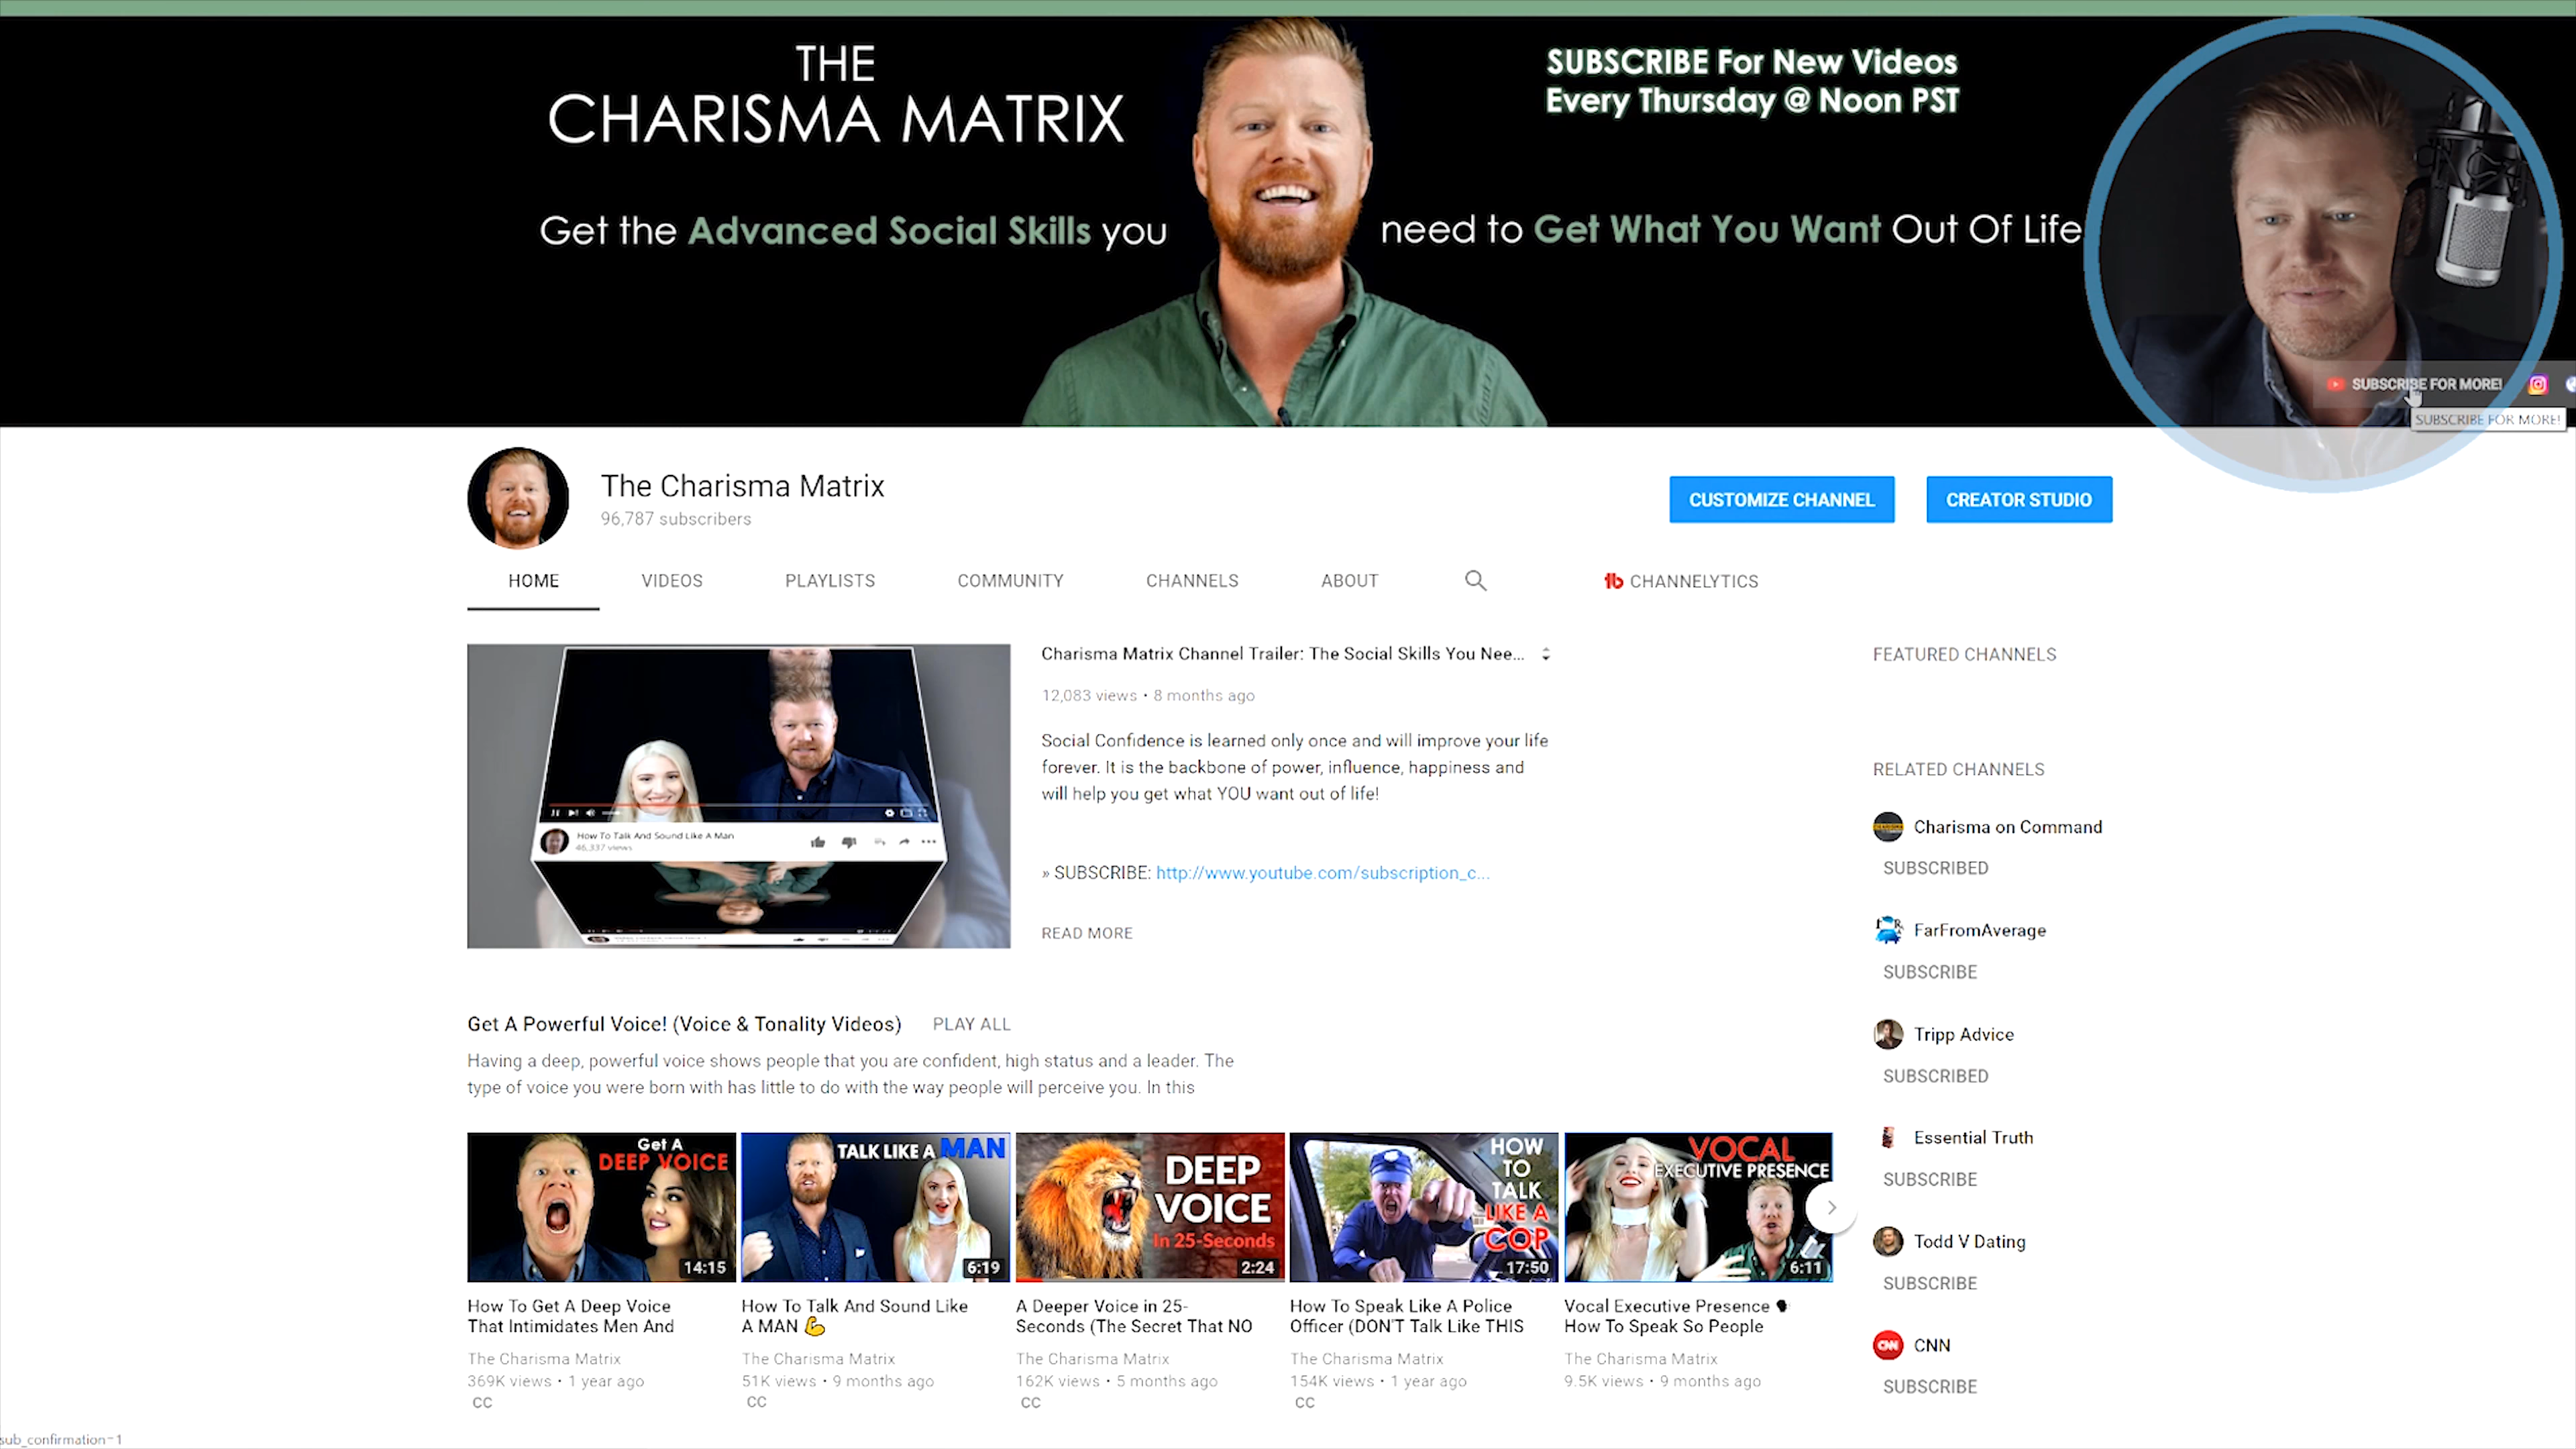 THE
CHARISMA MATRIX
SUBSCRIBE For New Videos
Every Thursday @ Noon PST
Get the Advanced Social Skills you
need to Get What You Want Out Of Life
SUBSCRIBE FOR MORE!
SUBSCRIBE FOR MORE!
The Charisma Matrix
96,787 subscribers
CUSTOMIZE CHANNEL
CREATOR STUDIO
HOME
VIDEOS
PLAYLISTS
COMMUNITY
CHANNELS
ABOUT
CHANNELYTICS
How To Talk And Sound Like A Man
46,337 views
Charisma Matrix Channel Trailer: The Social Skills You Nee...
12,083 views • 8 months ago
Social Confidence is learned only once and will improve your life
forever. It is the backbone of power, influence, happiness and
will help you get what YOU want out of life!
» SUBSCRIBE: http://www.youtube.com/subscription_c...
READ MORE
FEATURED CHANNELS
RELATED CHANNELS
Charisma on Command
SUBSCRIBED
FarFromAverage
SUBSCRIBE
Tripp Advice
SUBSCRIBED
Essential Truth
SUBSCRIBE
Todd V Dating
SUBSCRIBE
CNN
CNN
SUBSCRIBE
Get A Powerful Voice! (Voice & Tonality Videos)
PLAY ALL
Having a deep, powerful voice shows people that you are confident, high status and a leader. The
type of voice you were born with has little to do with the way people will perceive you. In this
Get A
DEEP VOICE
14:15
How To Get A Deep Voice
That Intimidates Men And
The Charisma Matrix
369K views • 1 year ago
CC
TALK LIKE A MAN
6:19
How To Talk And Sound Like
A MAN 💪
The Charisma Matrix
51K views • 9 months ago
CC
DEEP
VOICE
In 25-Seconds
2:24
A Deeper Voice in 25-
Seconds (The Secret That NO
The Charisma Matrix
162K views • 5 months ago
CC
HOW
TO
TALK
LIKE A
COP
17:50
How To Speak Like A Police
Officer (DON'T Talk Like THIS
The Charisma Matrix
154K views • 1 year ago
CC
VOCAL
EXECUTIVE PRESENCE
6:11
Vocal Executive Presence 🗣
How To Speak So People
The Charisma Matrix
9.5K views • 9 months ago
sub_confirmation=1